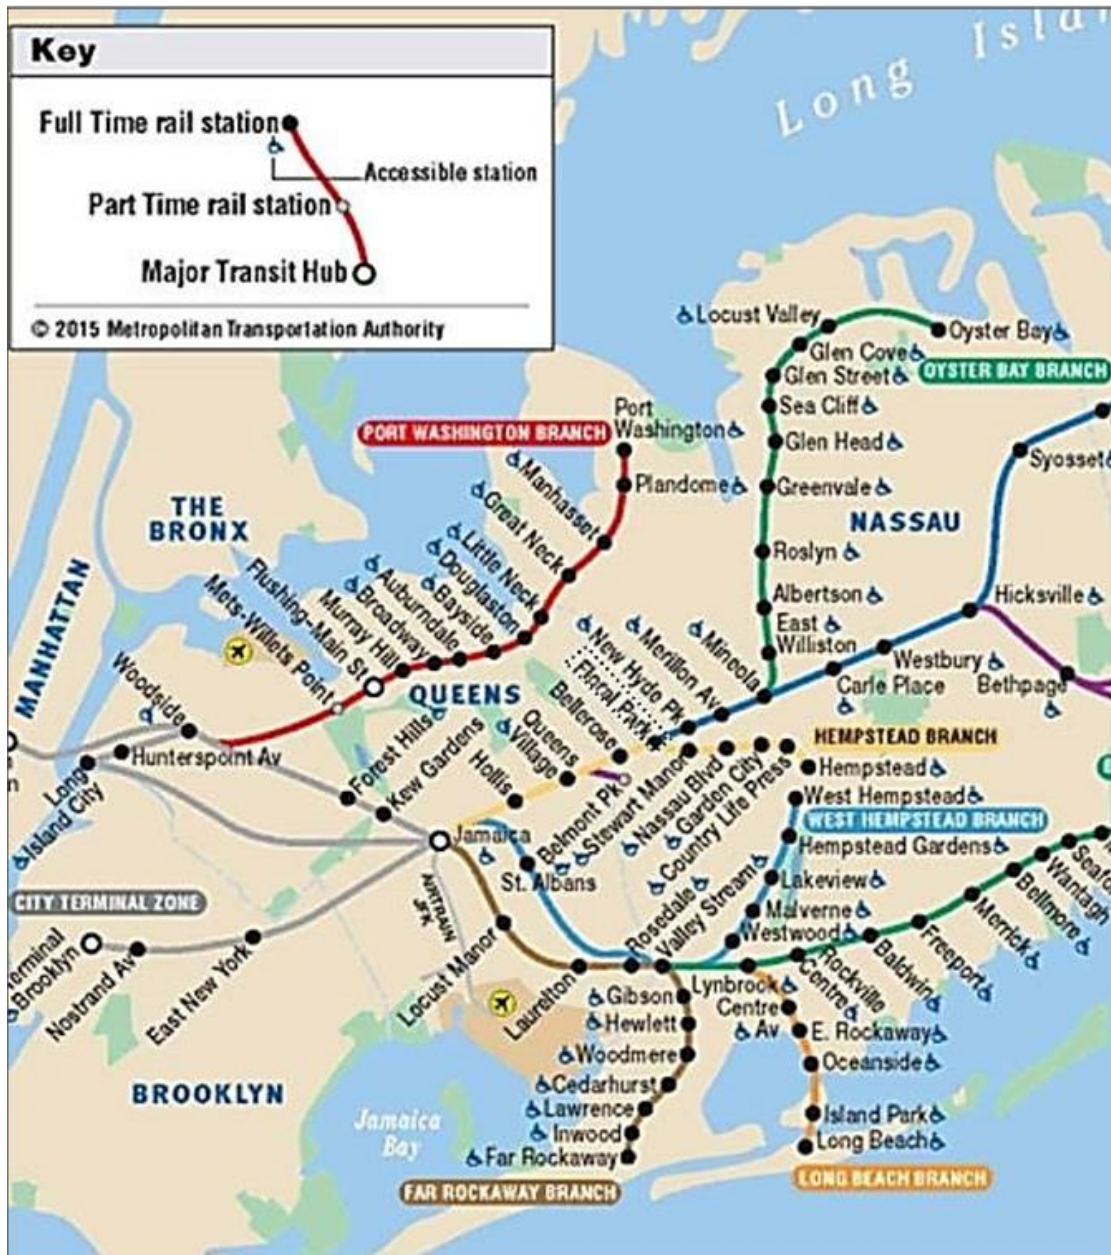 Key
Full Time rail station
Accessible station
Part Time rail station
Major Transit Hub
© 2015 Metropolitan Transportation Authority
Long
Locust Valley
Oyster Bay
Glen Cove
OYSTER BAY BRANCH
Glen Street
Sea Cliff
Glen Head
Greenvale
Roslyn
Albertson
East
Williston
Syosset
NASSAU
Hicksville
Westbury
Bethpage
Carle Place
Mineola
Merillon Av
New Hyde Pk
Floral Park
Bellerose
Queens
Village
Hollis
PORT WASHINGTON BRANCH
Port
Washington
Plandome
Manhasset
Great Neck
Little Neck
Douglaston
Bayside
Auburndale
Broadway
Murray Hill
Flushing-Main St
Mets-Willets Point
Woodside
THE
BRONX
MANHATTAN
QUEENS
Hunterspoint Av
Long
Island City
Forest Hills
Kew Gardens
Jamaica
AIRTRAIN
JFK
HEMPSTEAD BRANCH
Hempstead
Country Life Press
Garden City
Nassau Blvd
Stewart Manor
Belmont Pk
West Hempstead
WEST HEMPSTEAD BRANCH
Hempstead Gardens
Lakeview
Malverne
Westwood
Valley Stream
Rosedale
St. Albans
Locust Manor
Laurelton
CITY TERMINAL ZONE
Brooklyn
Nostrand Av
East New York
BROOKLYN
Jamaica
Bay
Gibson
Hewlett
Woodmere
Cedarhurst
Lawrence
Inwood
Far Rockaway
FAR ROCKAWAY BRANCH
Lynbrook
Centre
Av
E. Rockaway
Oceanside
Island Park
Long Beach
LONG BEACH BRANCH
Rockville
Centre
Baldwin
Freeport
Merrick
Bellmore
Wantagh